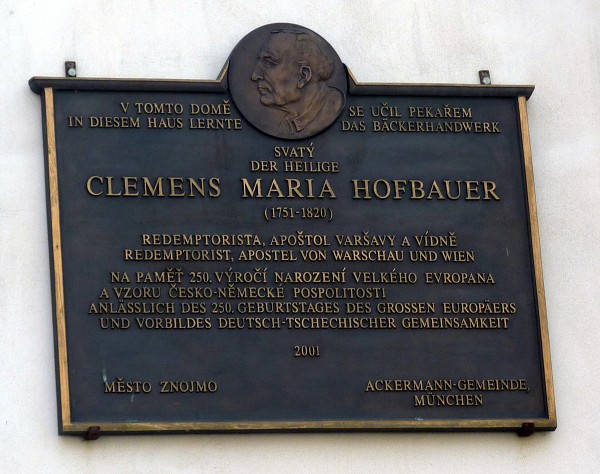 V TOMTO DOMĚ SE UČIL PEKAŘEM
IN DIESEM HAUS LERNTE DAS BÄCKERHANDWERK
SVATÝ
DER HEILIGE
CLEMENS MARIA HOFBAUER
(1751-1820)
REDEMPTORISTA, APOŠTOL VARŠAVY A VÍDNĚ
REDEMPTORIST, APOSTEL VON WARSCHAU UND WIEN
NA PAMĚŤ 250. VÝROČÍ NAROZENÍ VELKÉHO EVROPANA
A VZORU ČESKO-NĚMECKÉ POSPOLITOSTI
ANLÄSSLICH DES 250. GEBURTSTAGES DES GROSSEN EUROPÄERS
UND VORBILDES DEUTSCH-TSCHECHISCHER GEMEINSAMKEIT
2001
MĚSTO ZNOJMO
ACKERMANN-GEMEINDE,
MÜNCHEN